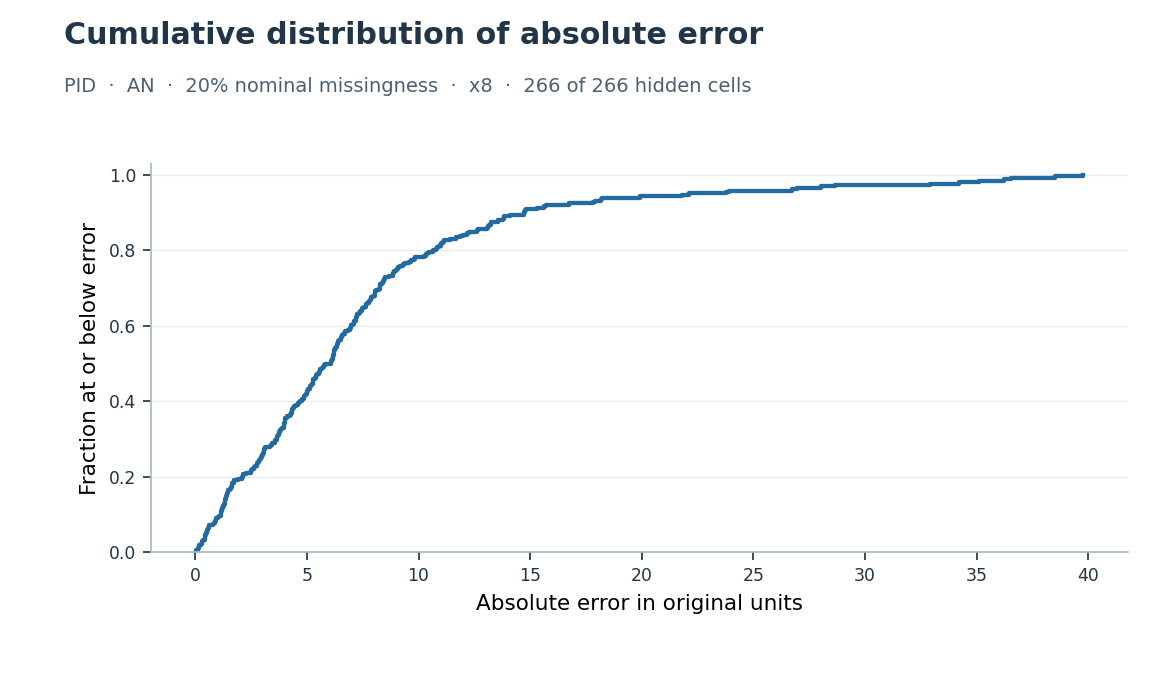 Cumulative distribution of absolute error
PID · AN · 20% nominal missingness · x8 · 266 of 266 hidden cells
Fraction at or below error
1.0
0.8
0.6
0.4
0.2
0.0
0 5 10 15 20 25 30 35 40
Absolute error in original units